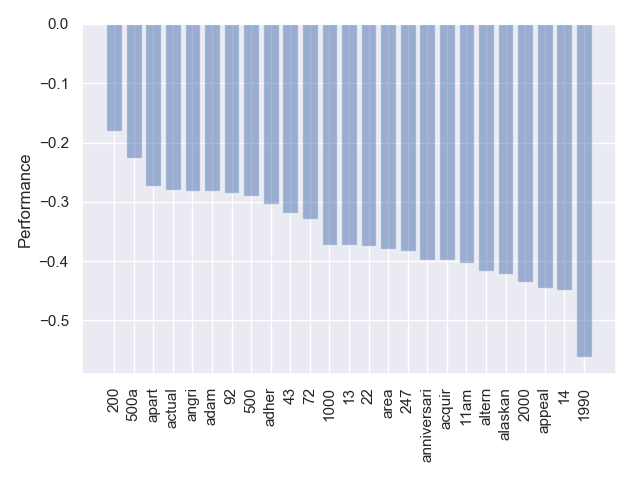 0.0
−0.1
−0.2
−0.3
−0.4
−0.5
Performance
200
500a
apart
actual
angri
adam
92
500
adher
43
72
1000
13
22
area
247
anniversari
acquir
11am
altern
alaskan
2000
appeal
14
1990